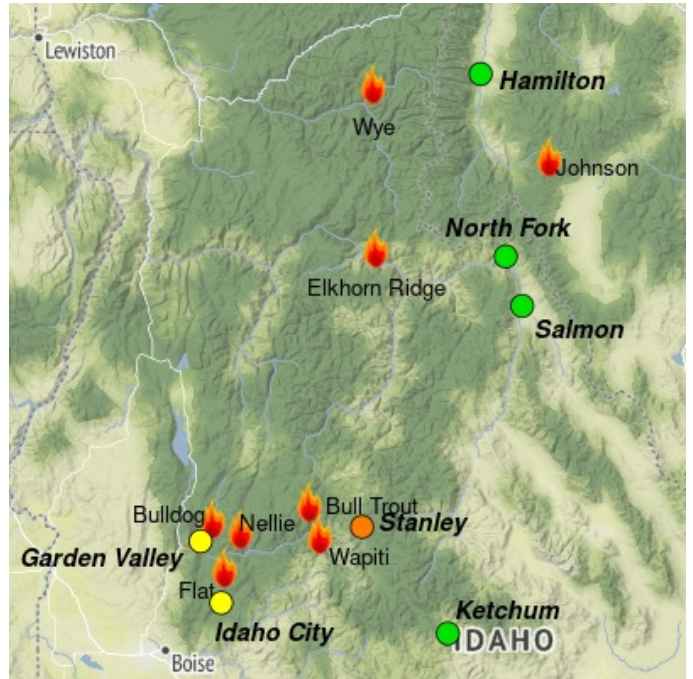 Lewiston
Hamilton
Wye
Johnson
North Fork
Elkhorn Ridge
Salmon
Bull Trout
Bulldog
Nellie
Stanley
Garden Valley
Wapiti
Flat
Ketchum
Idaho City
IDAHO
Boise